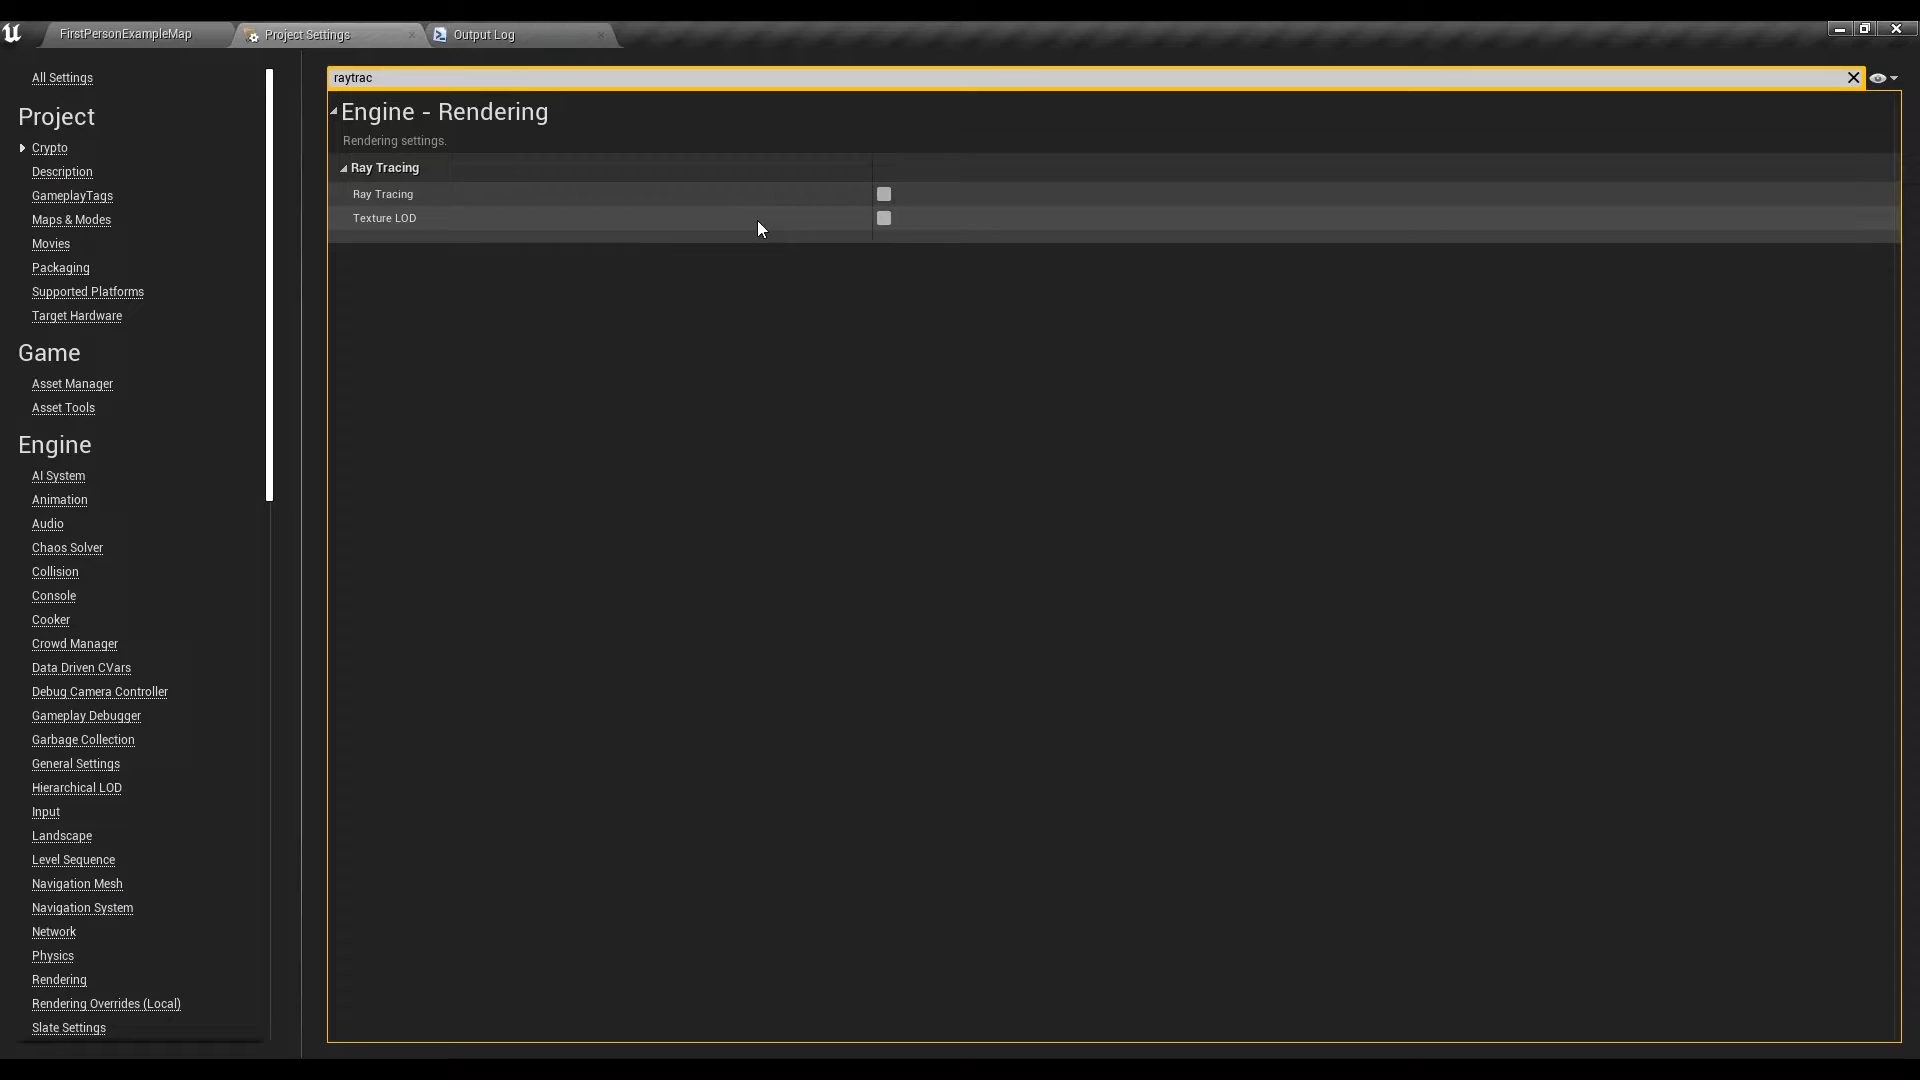 FirstPersonExampleMap
Project Settings
Output Log
All Settings
Project
Crypto
Description
GameplayTags
Maps & Modes
Movies
Packaging
Supported Platforms
Target Hardware
Game
Asset Manager
Asset Tools
Engine
AI System
Animation
Audio
Chaos Solver
Collision
Console
Cooker
Crowd Manager
Data Driven CVars
Debug Camera Controller
Gameplay Debugger
Garbage Collection
General Settings
Hierarchical LOD
Input
Landscape
Level Sequence
Navigation Mesh
Navigation System
Network
Physics
Rendering
Rendering Overrides (Local)
Slate Settings
raytrac
Engine - Rendering
Rendering settings.
Ray Tracing
Ray Tracing
Texture LOD